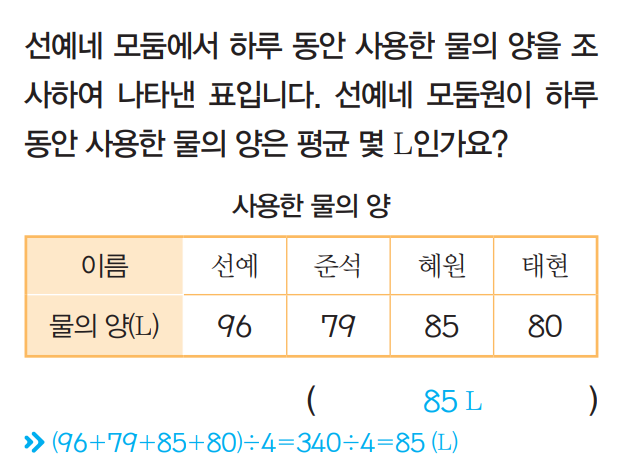 선예네 모둠에서 하루 동안 사용한 물의 양을 조
사하여 나타낸 표입니다. 선예네 모둠원이 하루
동안 사용한 물의 양은 평균 몇 L인가요?
사용한 물의 양
이름 선예 준석 혜원 태현
물의 양(L) 96 79 85 80
( 85 L )
» (96+79+85+80)÷4=340÷4=85 (L)